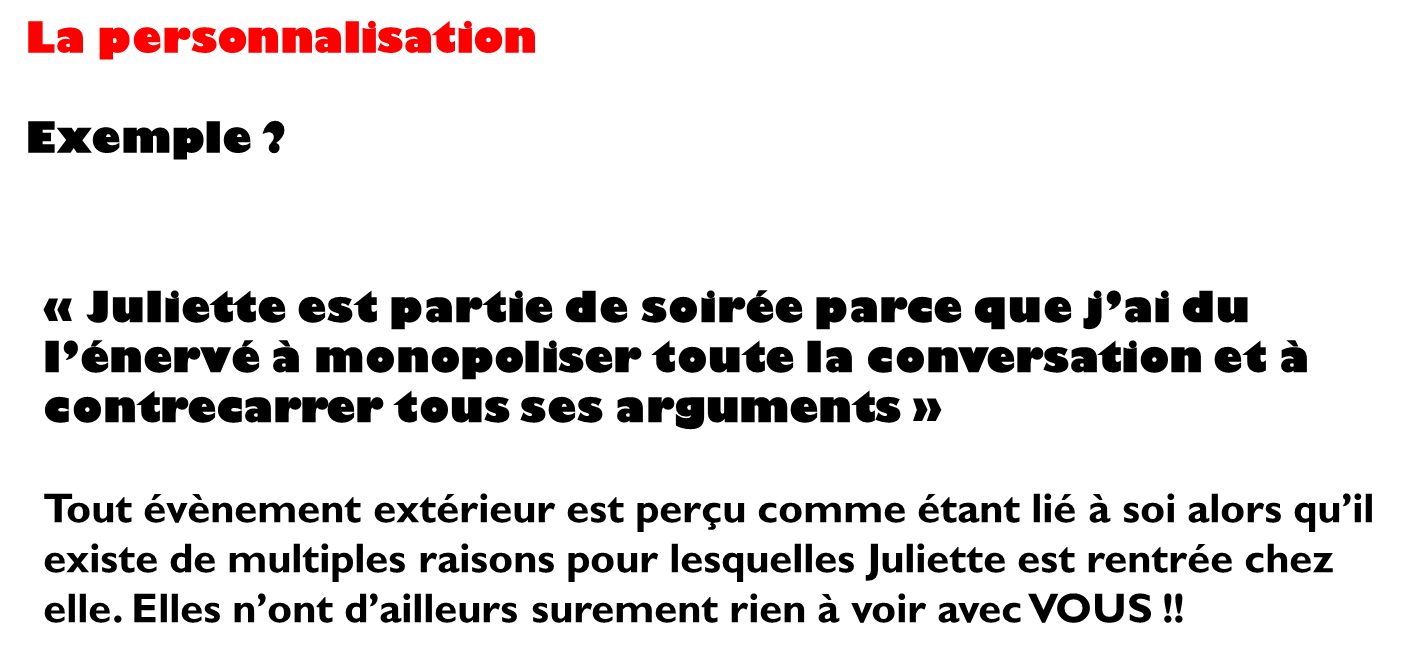 La personnalisation
Exemple ?
« Juliette est partie de soirée parce que j’ai du
l’énervé à monopoliser toute la conversation et à
contrecarrer tous ses arguments »
Tout évènement extérieur est perçu comme étant lié à soi alors qu’il
existe de multiples raisons pour lesquelles Juliette est rentrée chez
elle. Elles n’ont d’ailleurs surement rien à voir avec VOUS !!